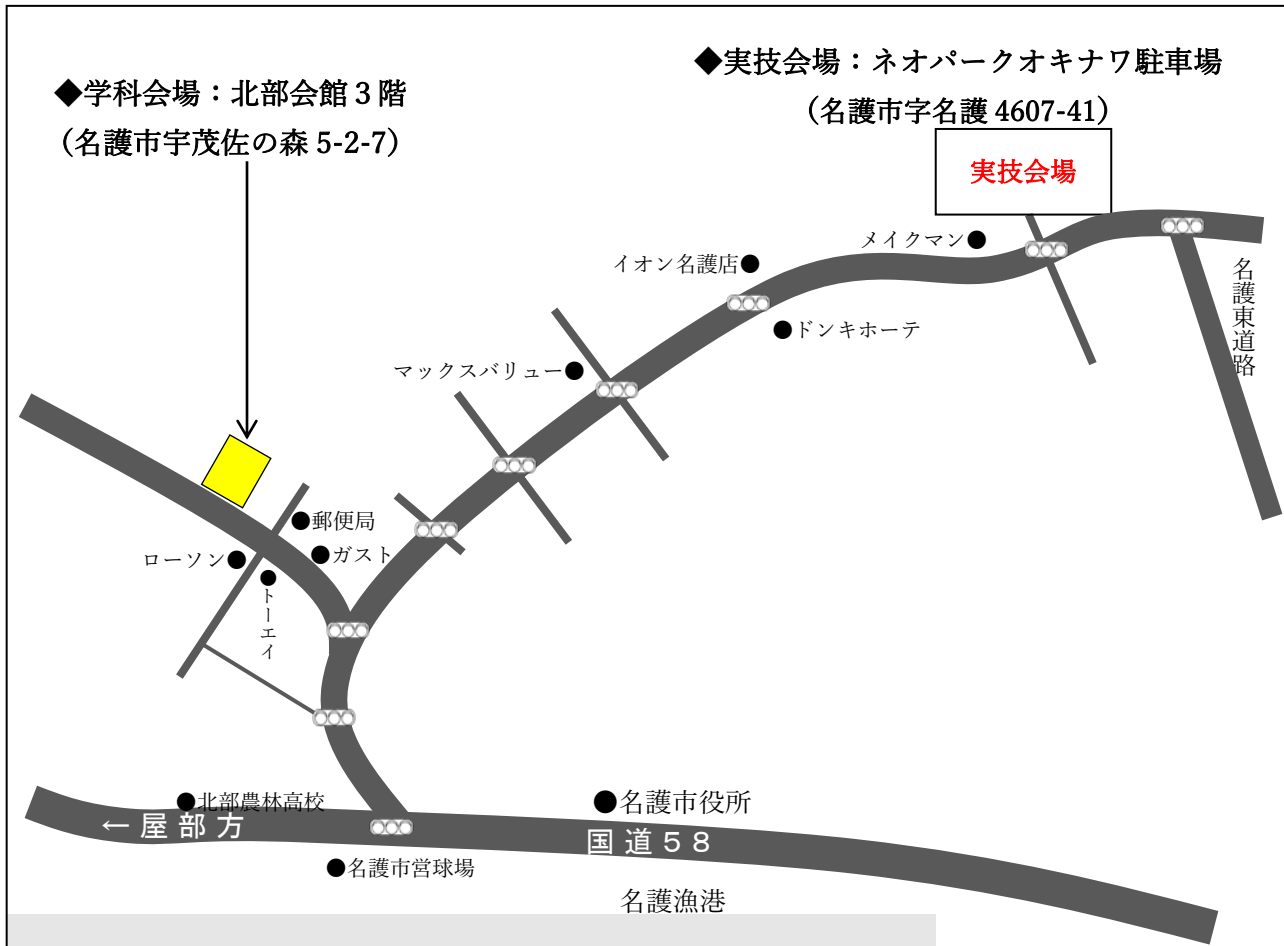 ◆学科会場：北部会館３階
（名護市宇茂佐の森 5-2-7）
◆実技会場：ネオパークオキナワ駐車場
（名護市字名護 4607-41）
実技会場
メイクマン●
イオン名護店●
●ドンキホーテ
名護東道路
マックスバリュー●
●郵便局
●ガスト
ローソン●
●トーエイ
●北部農林高校
←屋部方
●名護市役所
国道５８
●名護市営球場
名護漁港